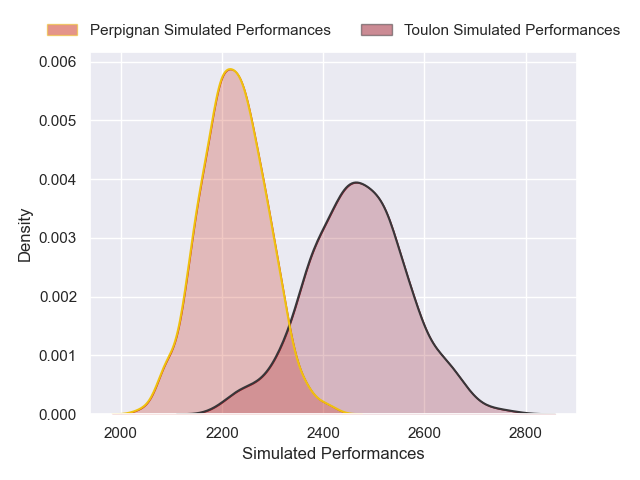 Perpignan Simulated Performances Toulon Simulated Performances
0.006
0.005
0.004
0.003
0.002
0.001
0.000
Density
2000 2200 2400 2600 2800
Simulated Performances